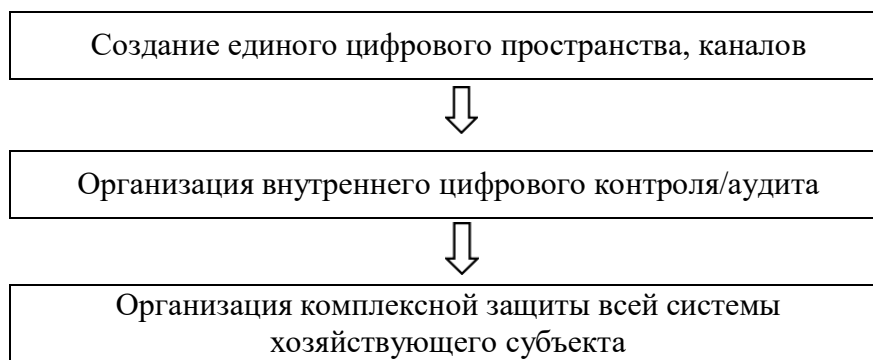 Создание единого цифрового пространства, каналов
Организация внутреннего цифрового контроля/аудита
Организация комплексной защиты всей системы
хозяйствующего субъекта